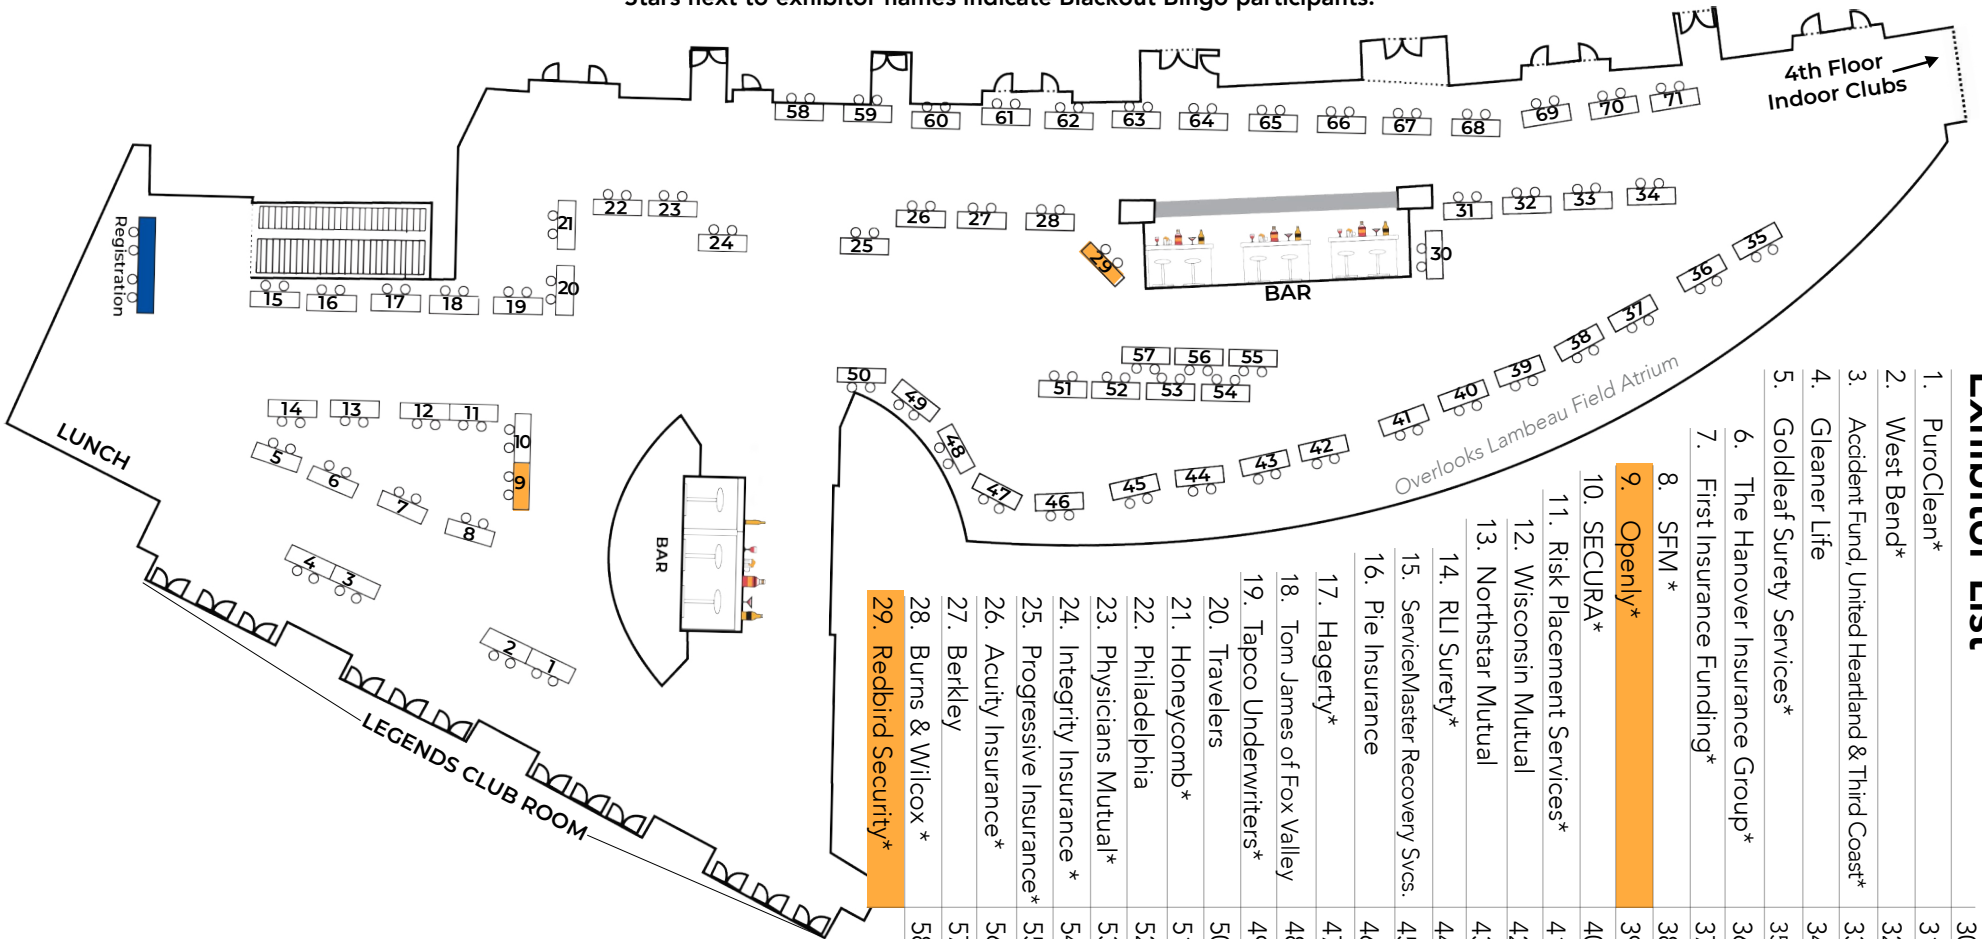 Stars next to exhibitor names indicate Blackout Bingo participants.
4th Floor
Indoor Clubs
58
59
60
61
62
63
64
65
66
67
68
69
70
71
Registration
21
22
23
24
25
26
27
28
29
BAR
30
31
32
33
34
35
36
37
38
39
40
41
42
43
44
45
46
47
48
49
50
15
16
17
18
19
20
57
56
55
51
52
53
54
Overlooks Lambeau Field Atrium
LUNCH
14
13
12
11
10
9
5
6
7
8
4
3
2
1
BAR
LEGENDS CLUB ROOM
Exhibitor List
1. PuroClean*
2. West Bend*
3. Accident Fund, United Heartland & Third Coast*
4. Gleaner Life
5. Goldleaf Surety Services*
6. The Hanover Insurance Group*
7. First Insurance Funding*
8. SFM *
9. Openly*
10. SECURA*
11. Risk Placement Services*
12. Wisconsin Mutual
13. Northstar Mutual
14. RLI Surety*
15. ServiceMaster Recovery Svcs.
16. Pie Insurance
17. Hagerty*
18. Tom James of Fox Valley
19. Tapco Underwriters*
20. Travelers
21. Honeycomb*
22. Philadelphia
23. Physicians Mutual*
24. Integrity Insurance *
25. Progressive Insurance*
26. Acuity Insurance*
27. Berkley
28. Burns & Wilcox *
29. Redbird Security*